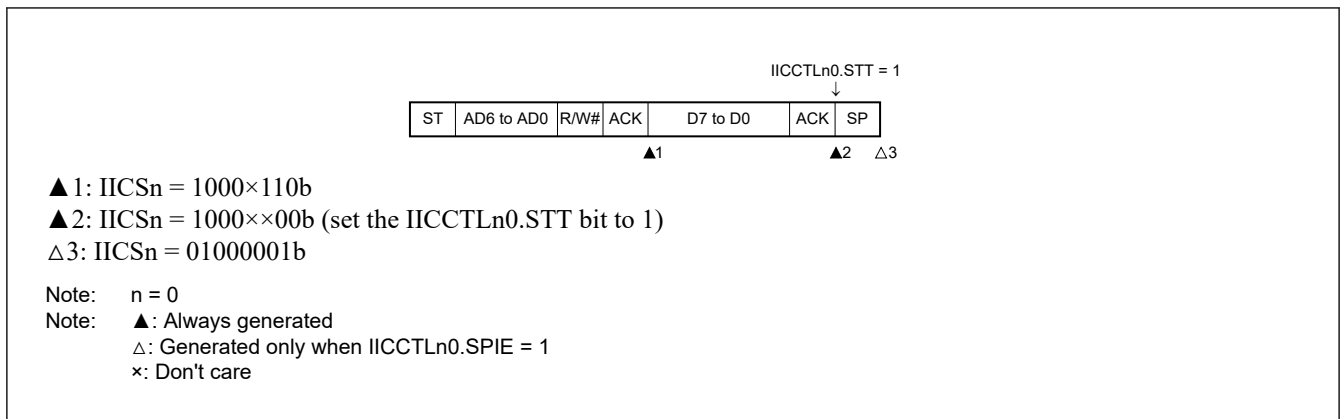 IICCTLn0.STT = 1
↓
ST AD6 to AD0 R/W# ACK D7 to D0 ACK SP
▲1 ▲2 △3
▲1: IICSn = 1000×110b
▲2: IICSn = 1000××00b (set the IICCTLn0.STT bit to 1)
△3: IICSn = 01000001b
Note: n = 0
Note: ▲: Always generated
△: Generated only when IICCTLn0.SPIE = 1
×: Don't care